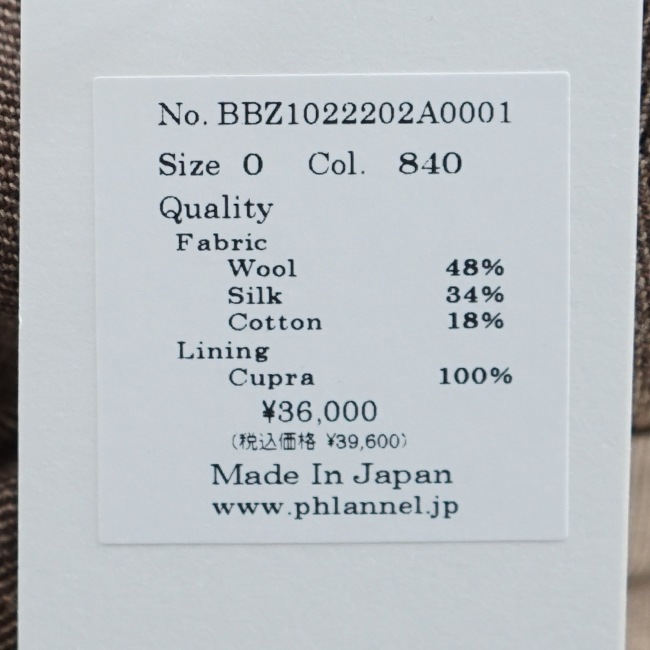 No. BBZ1022202A0001
Size 0 Col. 840
Quality
Fabric
Wool 48%
Silk 34%
Cotton 18%
Lining
Cupra 100%
¥36,000
(税込価格 ¥39,600)
Made In Japan
www.phlannel.jp